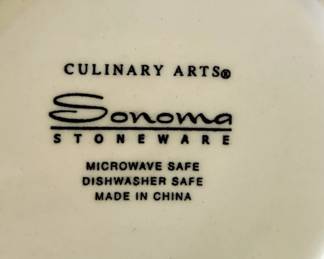 CULINARY ARTS®
Sonoma
STONEWARE
MICROWAVE SAFE
DISHWASHER SAFE
MADE IN CHINA